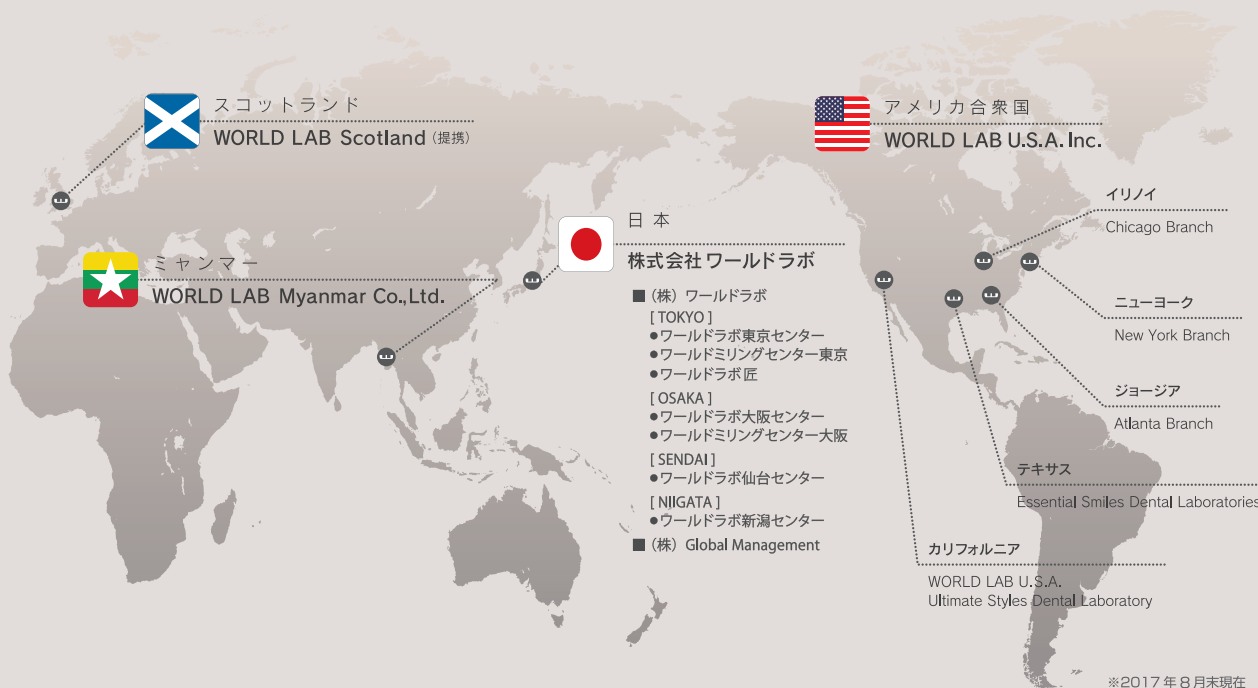 スコットランド
WORLD LAB Scotland（提携）
アメリカ合衆国
WORLD LAB U.S.A. Inc.
ミャンマー
WORLD LAB Myanmar Co.,Ltd.
日本
株式会社ワールドラボ
■（株）ワールドラボ
[ TOKYO ]
●ワールドラボ東京センター
●ワールドミリングセンター東京
●ワールドラボ匠
[ OSAKA ]
●ワールドラボ大阪センター
●ワールドミリングセンター大阪
[ SENDAI ]
●ワールドラボ仙台センター
[ NIIGATA ]
●ワールドラボ新潟センター
■（株）Global Management
イリノイ
Chicago Branch
ニューヨーク
New York Branch
ジョージア
Atlanta Branch
テキサス
Essential Smiles Dental Laboratories
カリフォルニア
WORLD LAB U.S.A.
Ultimate Styles Dental Laboratory
※2017年8月末現在